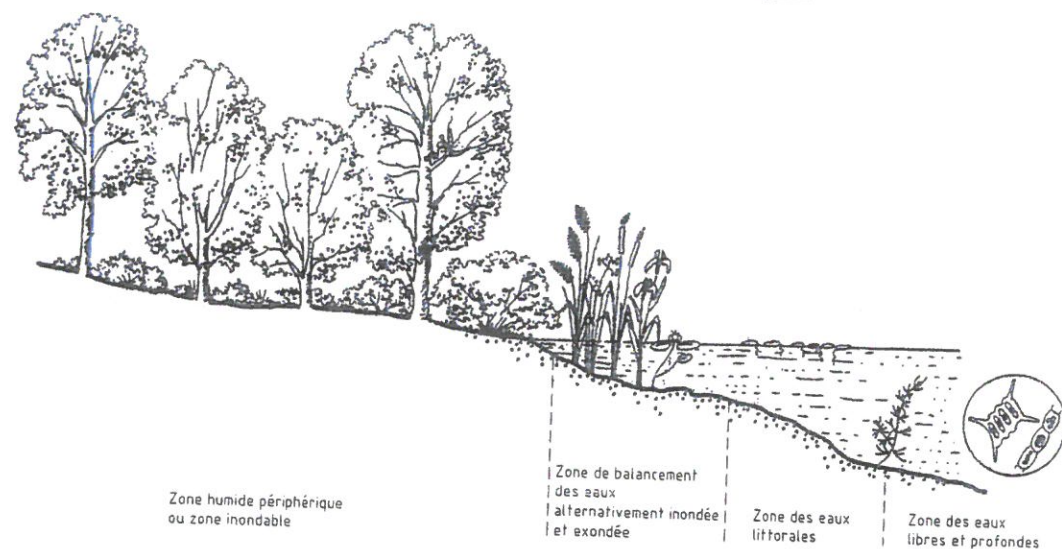 Zone humide périphérique
ou zone inondable
Zone de balancement
des eaux
alternativement inondée
et exondée
Zone des eaux
littorales
Zone des eaux
libres et profondes